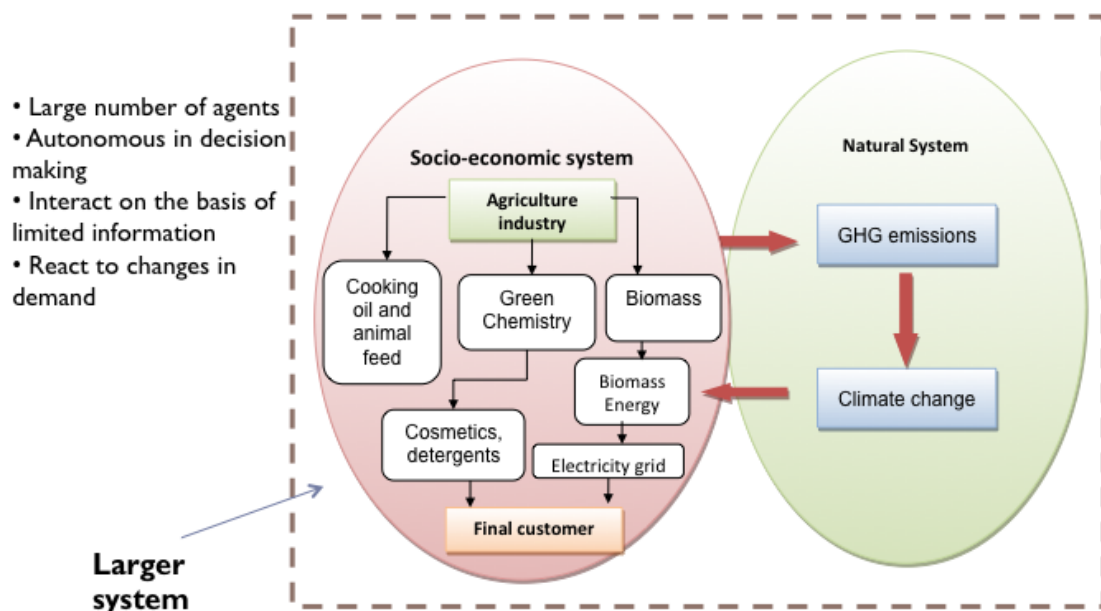 • Large number of agents
• Autonomous in decision
making
• Interact on the basis of
limited information
• React to changes in
demand
Larger
system
Socio-economic system
Agriculture
industry
Cooking
oil and
animal
feed
Green
Chemistry
Biomass
Biomass
Energy
Cosmetics,
detergents
Electricity grid
Final customer
Natural System
GHG emissions
Climate change